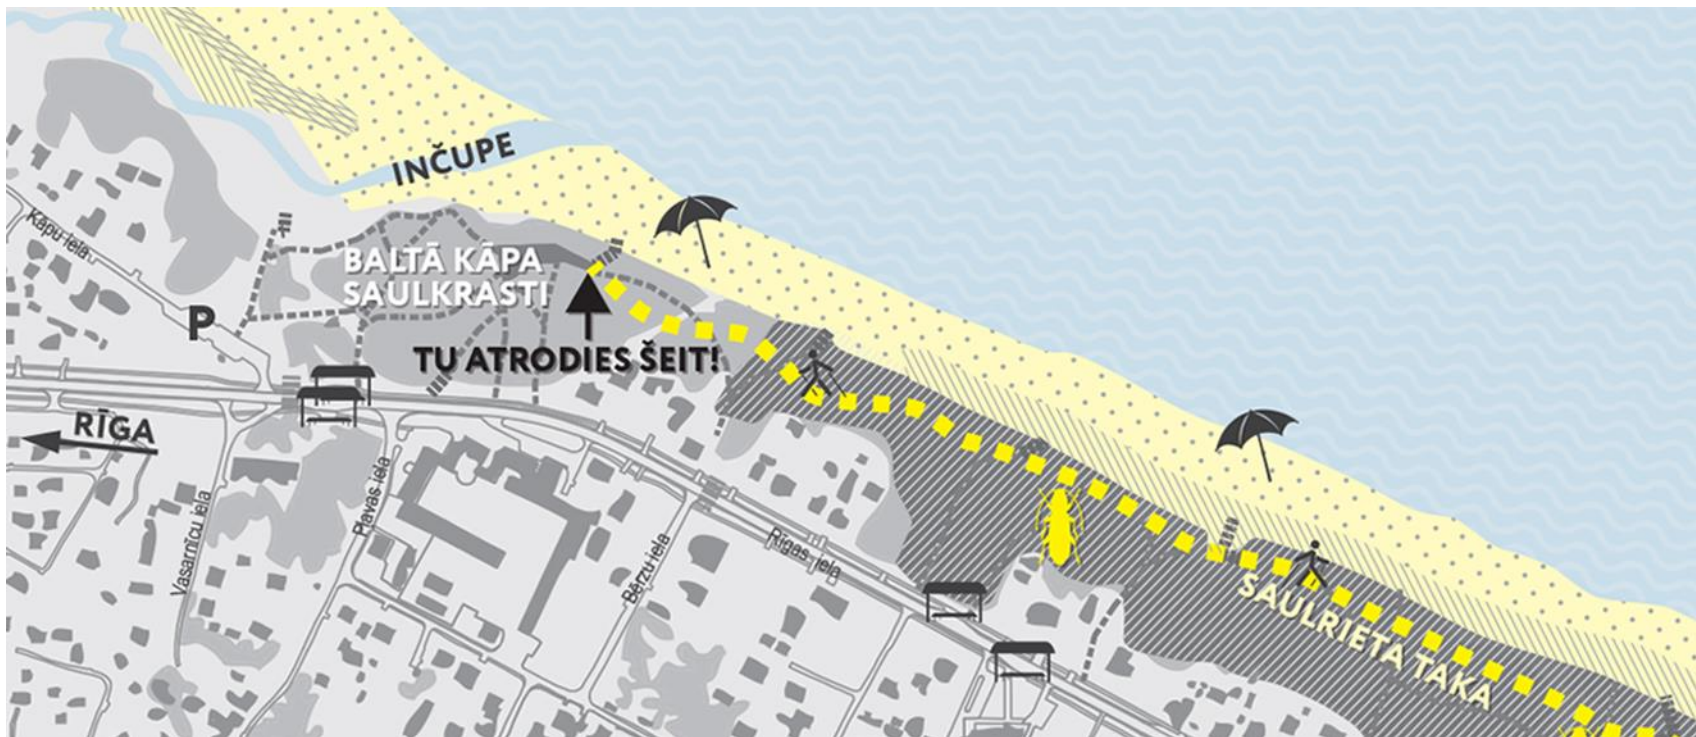 INČUPE
Kāpu iela
BALTĀ KĀPA
SAULKRASTI
P
TU ATRODIES ŠEIT!
RĪGA
Vasarnīcu iela
Pļavas iela
Bērzu iela
Rīgas iela
SAULRIETA TAKA